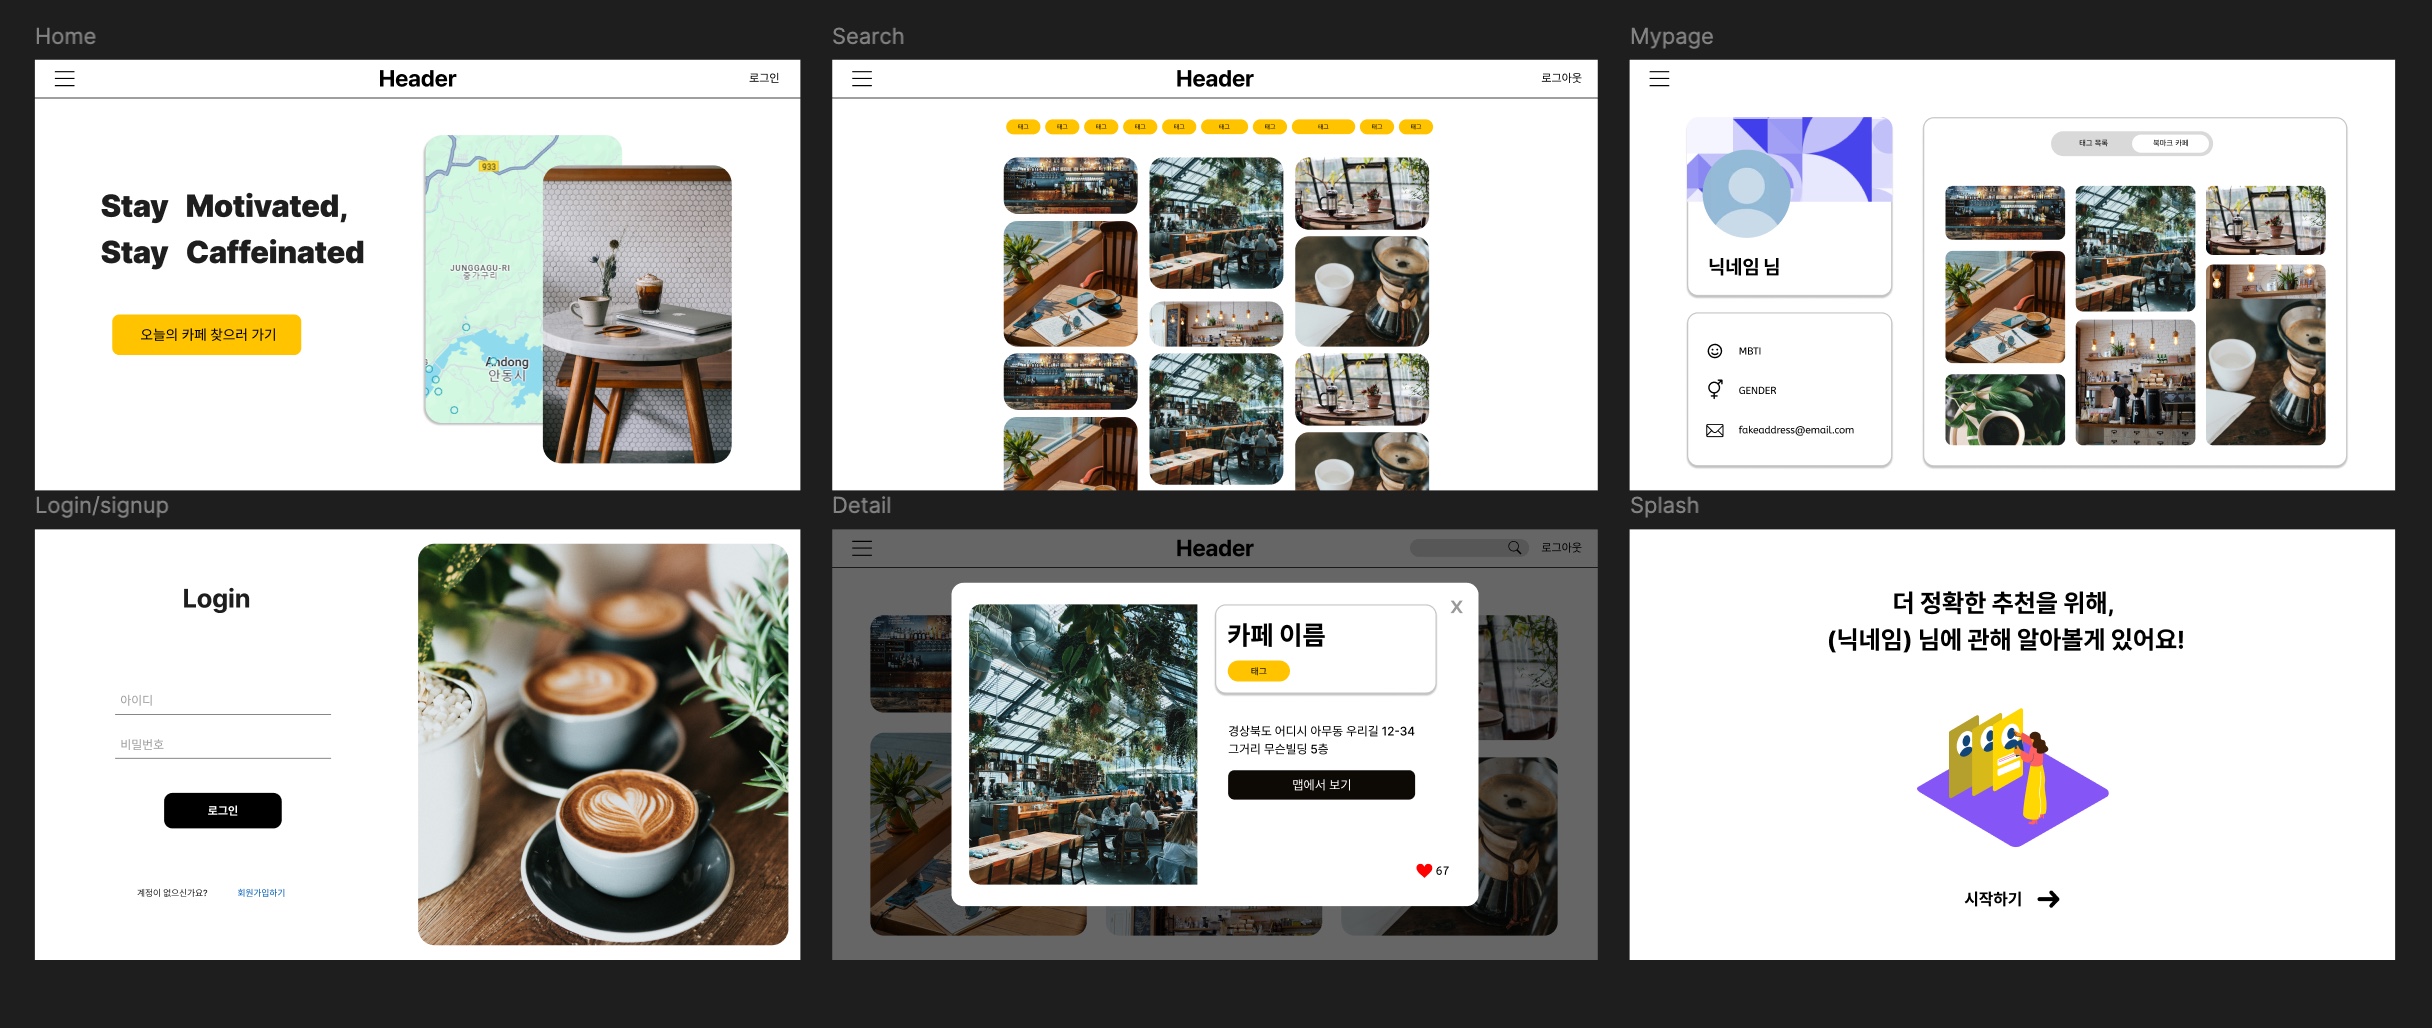 Home
Header
로그인
933
Stay Motivated,
Stay Caffeinated
JUNGGAGU-RI
중가구리
오늘의 카페 찾으러 가기
Andong
안동시
Search
Header
로그아웃
태그 태그 태그 태그 태그 태그 태그 태그 태그 태그
Mypage
닉네임 님
MBTI
GENDER
fakeaddress@email.com
태그 목록
북마크 카페
Login/signup
Login
아이디
비밀번호
로그인
계정이 없으신가요? 회원가입하기
Detail
Header
로그아웃
X
카페 이름
태그
경상북도 어디시 아무동 우리길 12-34
그거리 무슨빌딩 5층
맵에서 보기
67
Splash
더 정확한 추천을 위해,
(닉네임) 님에 관해 알아볼게 있어요!
시작하기